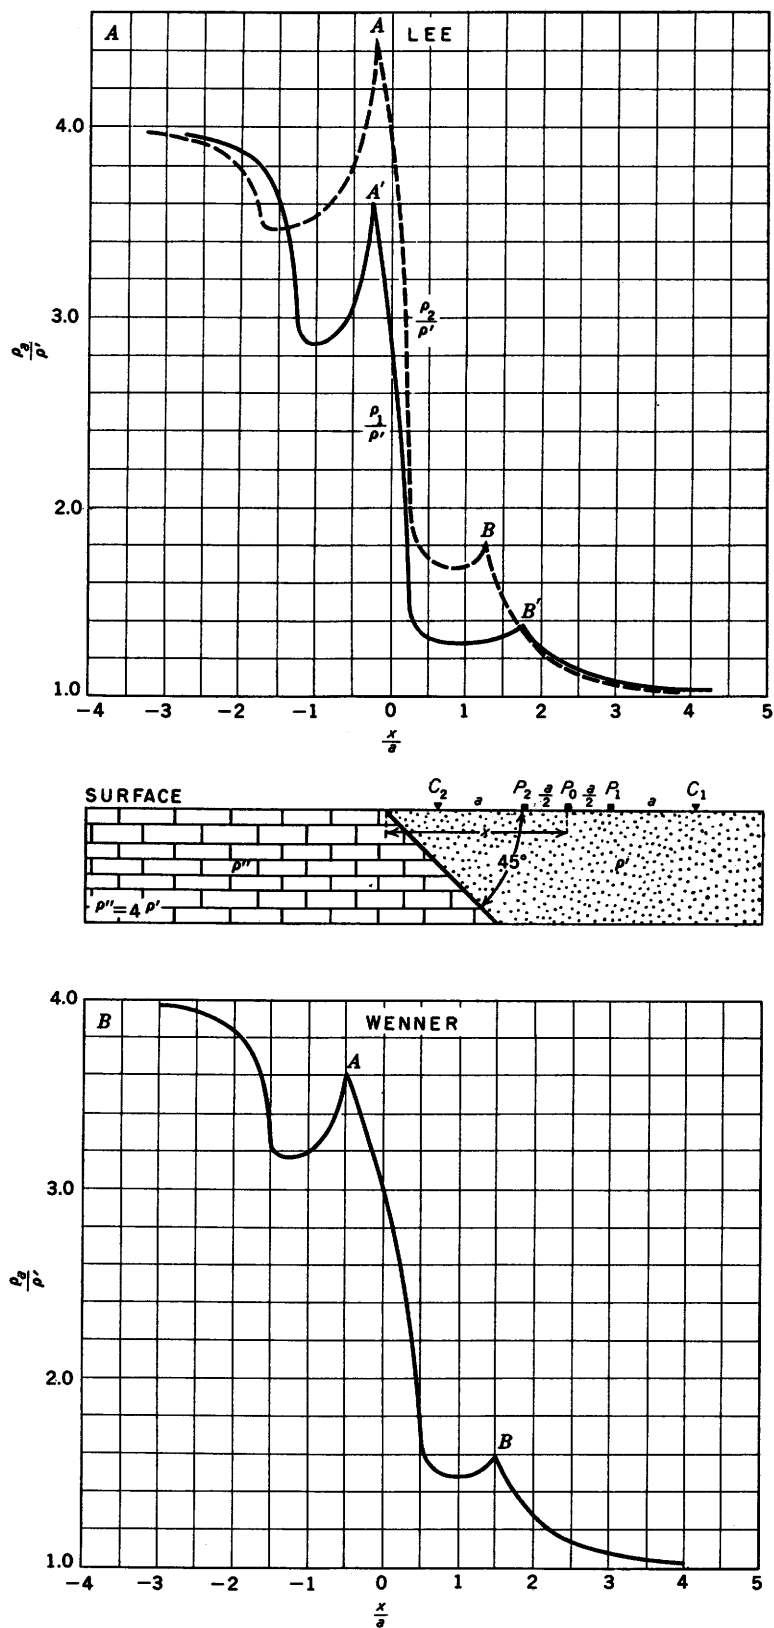 A
A LEE
4.0
A′
3.0
ρ₂/ρ′
ρₐ/ρ′
ρ₁/ρ′
2.0
B
B′
1.0
−4 −3 −2 −1 0 1 2 3 4 5
x/a
SURFACE
C₂ a P₂ a/2 P₀ a/2 P₁ a C₁
x
ρ″ 45° ρ′
ρ″=4ρ′
4.0
B WENNER
A
3.0
ρₐ/ρ′
2.0
B
1.0
−4 −3 −2 −1 0 1 2 3 4 5
x/a